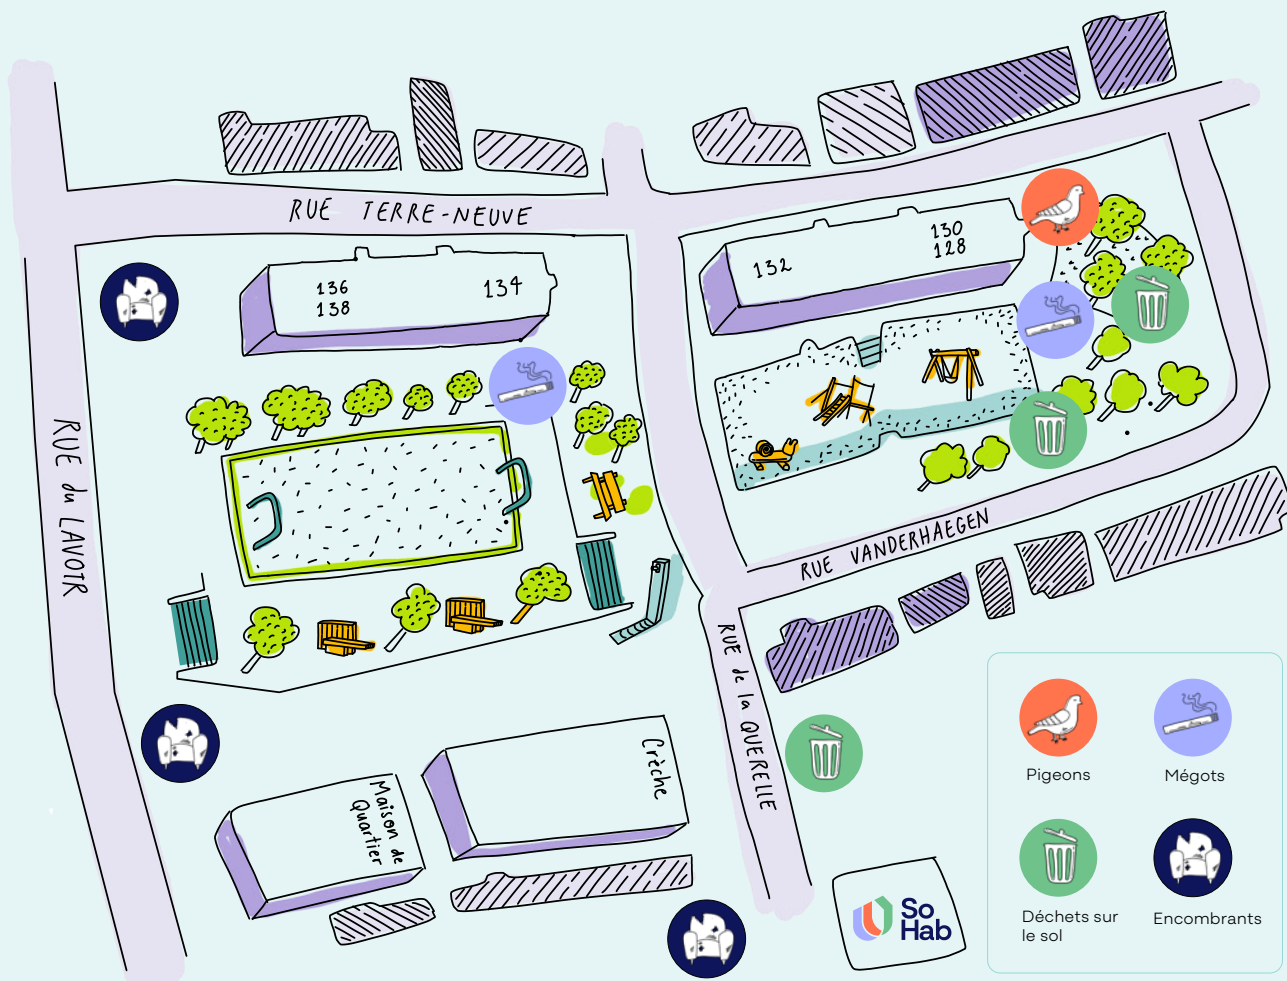 RUE TERRE-NEUVE
130
128
132
136
138
134
RUE du LAVOIR
RUE VANDERHAEGEN
RUE de la QUERELLE
Crèche
Maison de
Quartier
So
Hab
Pigeons
Mégots
Déchets sur
le sol
Encombrants